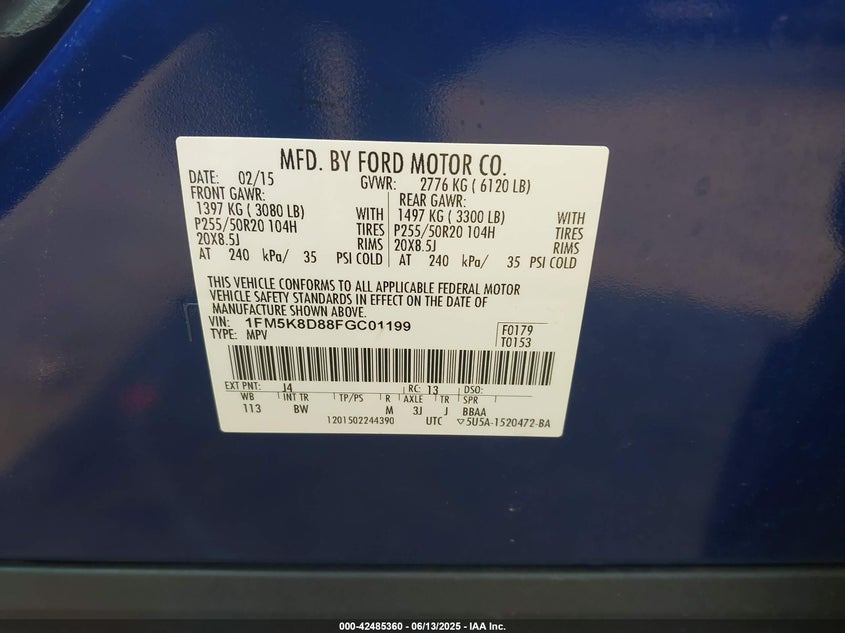 MFD. BY FORD MOTOR CO.
DATE: 02/15 GVWR: 2776 KG ( 6120 LB)
FRONT GAWR: REAR GAWR:
1397 KG ( 3080 LB) WITH 1497 KG ( 3300 LB) WITH
P255/50R20 104H TIRES P255/50R20 104H TIRES
20X8.5J RIMS 20X8.5J RIMS
AT 240 kPa/ 35 PSI COLD AT 240 kPa/ 35 PSI COLD
THIS VEHICLE CONFORMS TO ALL APPLICABLE FEDERAL MOTOR
VEHICLE SAFETY STANDARDS IN EFFECT ON THE DATE OF
MANUFACTURE SHOWN ABOVE.
VIN: 1FM5K8D88FGC01199 F0179
TYPE: MPV T0153
EXT PNT: J4 RC: 13 DSO:
WB INT TR TP/PS R AXLE TR SPR
113 BW M 3J J BBAA
1201502244390 UTC ▽5U5A-1520472-BA
000-42485360 - 06/13/2025 - IAA Inc.